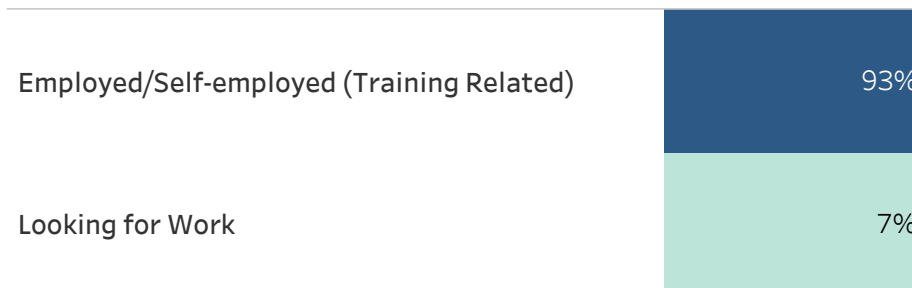 Employed/Self-employed (Training Related) 93%
Looking for Work 7%